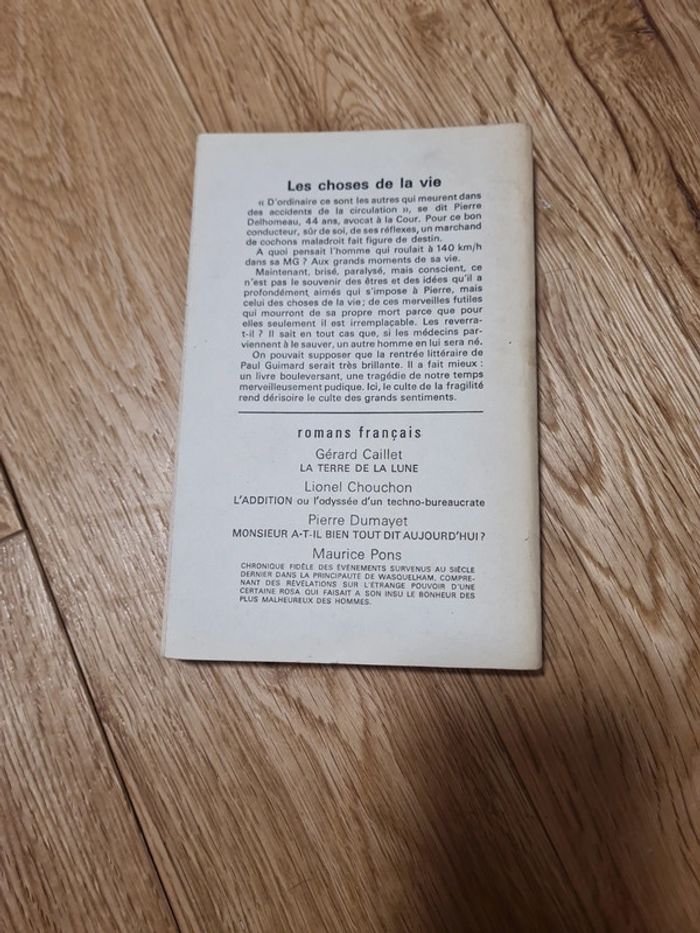 Les choses de la vie
« D'ordinaire ce sont les autres qui meurent dans
des accidents de la circulation », se dit Pierre
Delhomeau, 44 ans, avocat à la Cour. Pour ce bon
conducteur, sûr de soi, de ses réflexes, un marchand
de cochons maladroit fait figure de destin.
A quoi pensait l'homme qui roulait à 140 km/h
dans sa MG ? Aux grands moments de sa vie.
Maintenant, brisé, paralysé, mais conscient, ce
n'est pas le souvenir des êtres et des idées qu'il a
profondément aimés qui s'impose à Pierre, mais
celui des choses de la vie ; de ces merveilles futiles
qui mourront de sa propre mort parce que pour
elles seulement il est irremplaçable. Les reverra-
t-il ? Il sait en tout cas que, si les médecins par-
viennent à le sauver, un autre homme en lui sera né.
On pouvait supposer que la rentrée littéraire de
Paul Guimard serait très brillante. Il a fait mieux :
un livre bouleversant, une tragédie de notre temps
merveilleusement pudique. Ici, le culte de la fragilité
rend dérisoire le culte des grands sentiments.
romans français
Gérard Caillet
LA TERRE DE LA LUNE
Lionel Chouchon
L'ADDITION ou l'odyssée d'un techno-bureaucrate
Pierre Dumayet
MONSIEUR A-T-IL BIEN TOUT DIT AUJOURD'HUI ?
Maurice Pons
CHRONIQUE FIDÈLE DES ÉVÉNEMENTS SURVENUS AU SIÈCLE
DERNIER DANS LA PRINCIPAUTÉ DE WASQUELHAM, COMPRE-
NANT DES RÉVÉLATIONS SUR L'ÉTRANGE POUVOIR D'UNE
CERTAINE ROSA QUI FAISAIT A SON INSU LE BONHEUR DES
PLUS MALHEUREUX DES HOMMES.